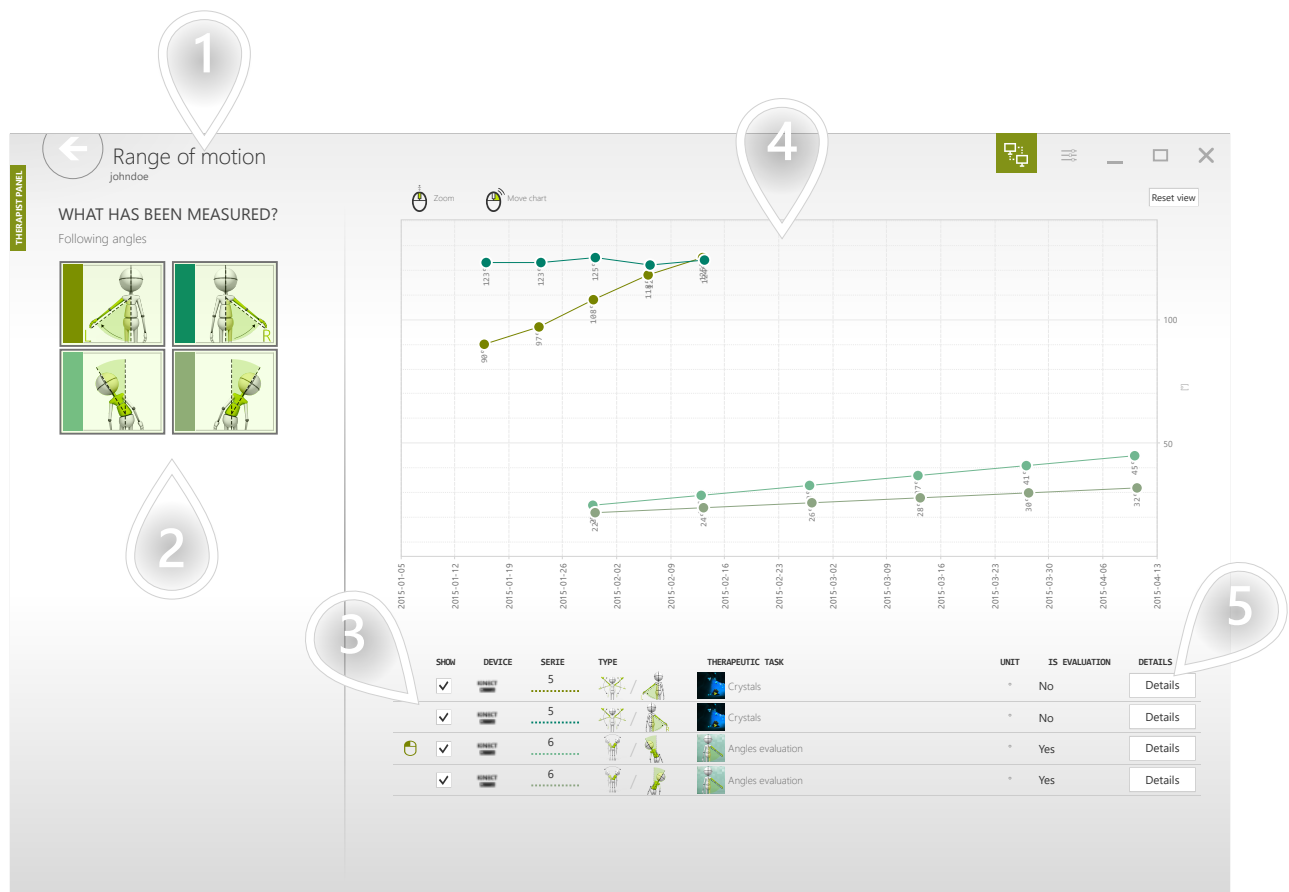 1
4
Range of motion
johndoe
THERAPIST PANEL
Zoom
Move chart
Reset view
WHAT HAS BEEN MEASURED?
Following angles
L
R
123°
123°
125°
90°
97°
108°
100
[°]
50
24°
26°
28°
30°
41°
45°
32°
2
2015-01-05
2015-01-12
2015-01-19
2015-01-26
2015-02-02
2015-02-09
2015-02-16
2015-02-23
2015-03-02
2015-03-09
2015-03-16
2015-03-23
2015-03-30
2015-04-06
2015-04-13
3
5
SHOW DEVICE SERIE TYPE THERAPEUTIC TASK UNIT IS EVALUATION DETAILS
KINECT 5 / Crystals ° No Details
KINECT 5 / Crystals ° No Details
KINECT 6 / Angles evaluation ° Yes Details
KINECT 6 / Angles evaluation ° Yes Details